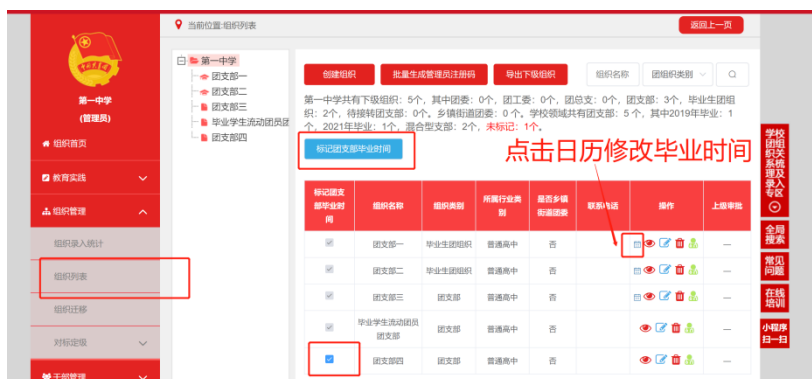 当前位置:组织列表
返回上一页
第一中学
(管理员)
组织首页
教育实践
组织管理
组织录入统计
组织列表
组织迁移
对标定级
干部管理
第一中学
团支部一
团支部二
团支部三
毕业学生流动团员团
团支部四
创建组织
批量生成管理员注册码
导出下级组织
组织名称
团组织类别
第一中学共有下级组织：5个，其中团委：0个，团工委：0个，团总支：0个，团支部：3个，毕业生团组
织：2个，待接转团支部：0个。乡镇街道团委：0 个。学校领域共有团支部：5 个，其中2019年毕业：1
个，2021年毕业：1个，混合型支部：2个，未标记：1个。
标记团支部毕业时间
点击日历修改毕业时间
标记团支部毕业时间 组织名称 组织类别 所属行业类别 是否乡镇街道团委 联系电话 操作 上级审批
团支部一 毕业生团组织 普通高中 否 —
团支部二 毕业生团组织 普通高中 否 —
团支部三 团支部 普通高中 否 —
毕业学生流动团员团支部 团支部 普通高中 否 —
团支部四 团支部 普通高中 否 —
学校团组织关系管理及录入专区
全局搜索
常见问题
在线培训
小程序扫一扫